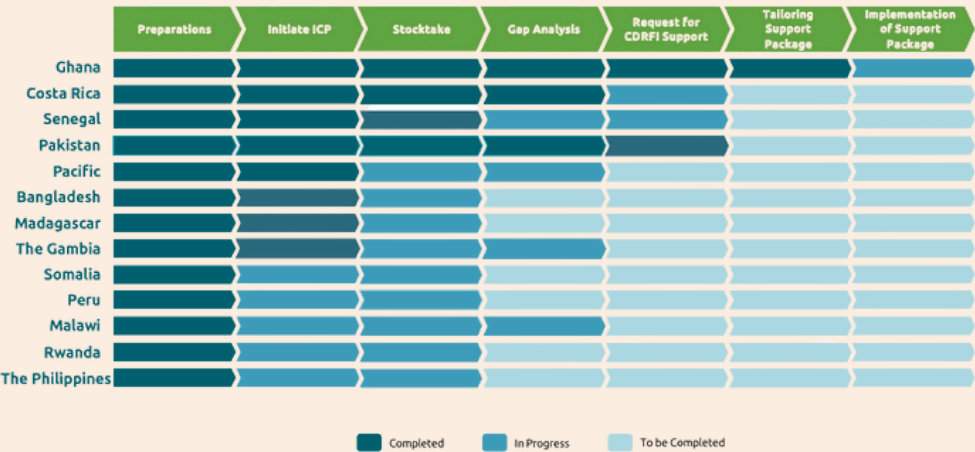 Preparations
Initiate ICP
Stocktake
Gap Analysis
Request for
CDRFI Support
Tailoring
Support
Package
Implementation
of Support
Package
Ghana
Costa Rica
Senegal
Pakistan
Pacific
Bangladesh
Madagascar
The Gambia
Somalia
Peru
Malawi
Rwanda
The Philippines
Completed
In Progress
To be Completed